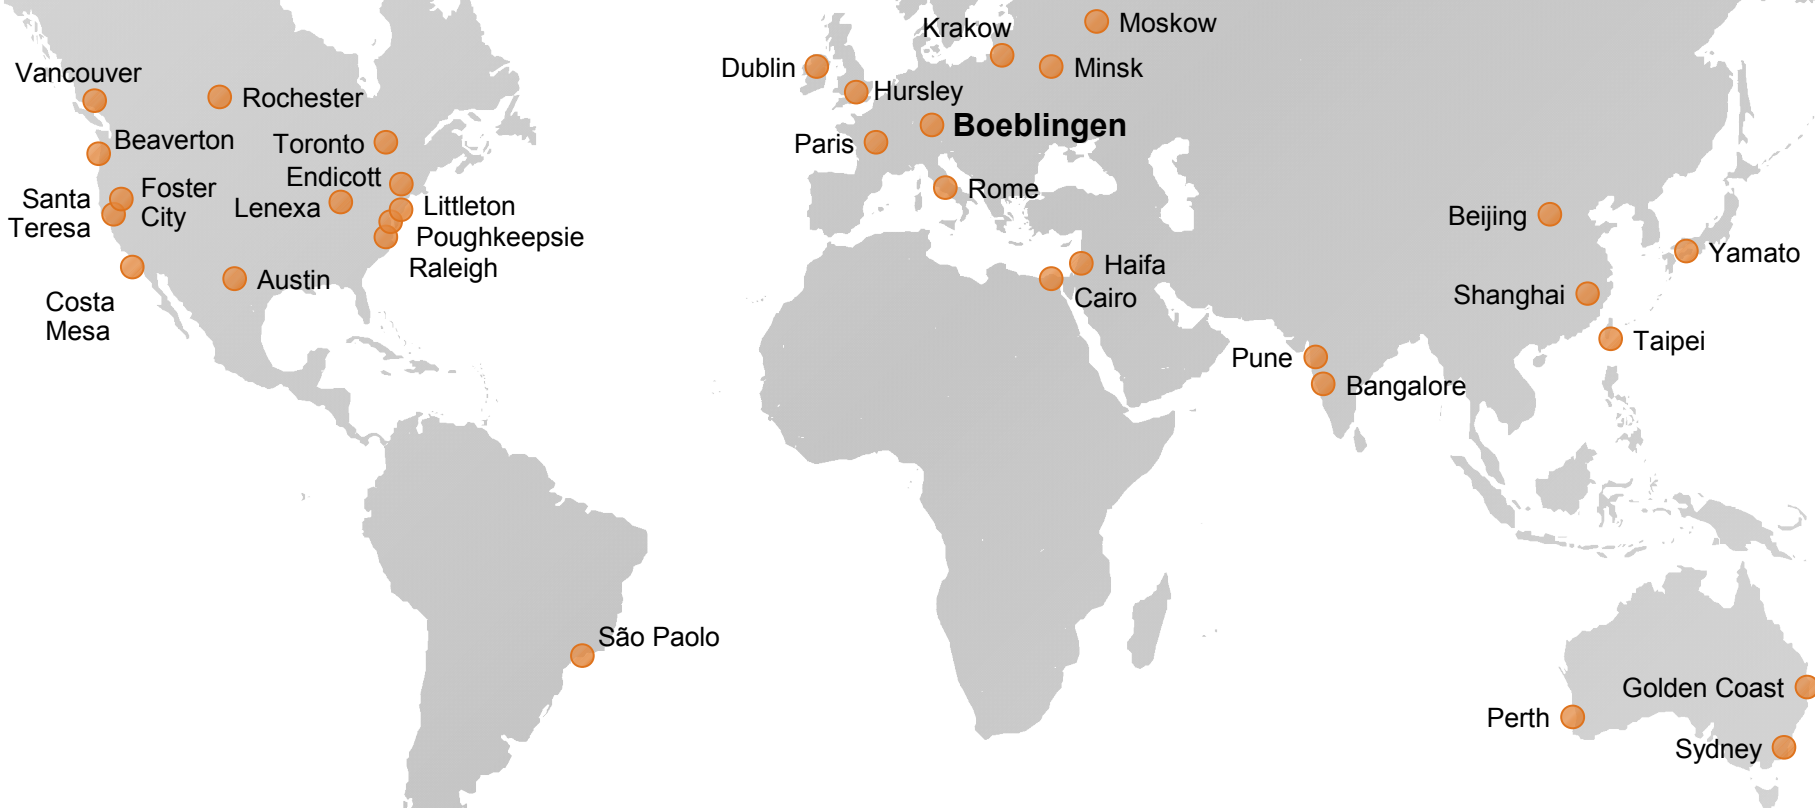 Krakow
Moskow
Dublin
Minsk
Vancouver
Hursley
Rochester
Boeblingen
Beaverton
Toronto
Paris
Endicott
Rome
Santa
Teresa
Foster
City
Lenexa
Littleton
Poughkeepsie
Raleigh
Beijing
Yamato
Haifa
Cairo
Austin
Costa
Mesa
Shanghai
Taipei
Pune
Bangalore
São Paolo
Golden Coast
Perth
Sydney